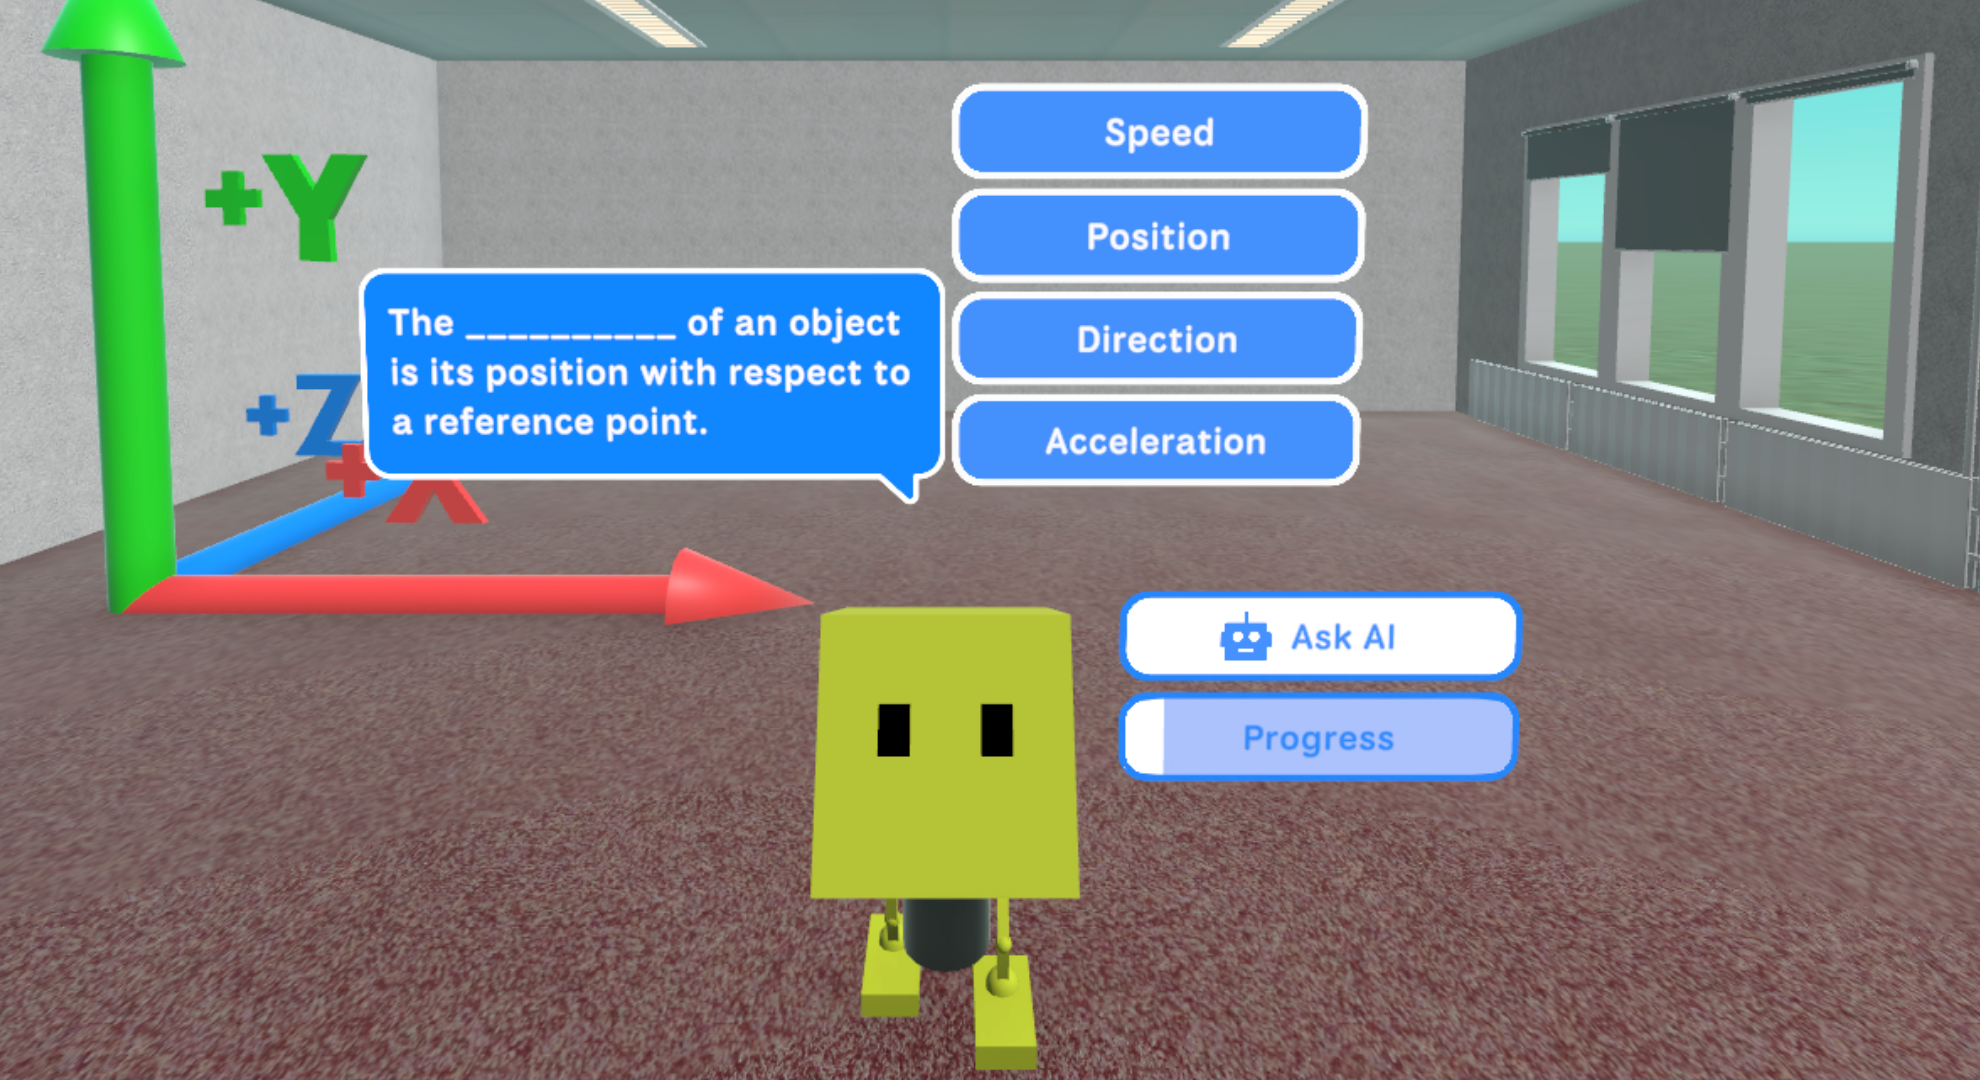 +Y
+Z
+X
The __________ of an object
is its position with respect to
a reference point.
Speed
Position
Direction
Acceleration
Ask AI
Progress